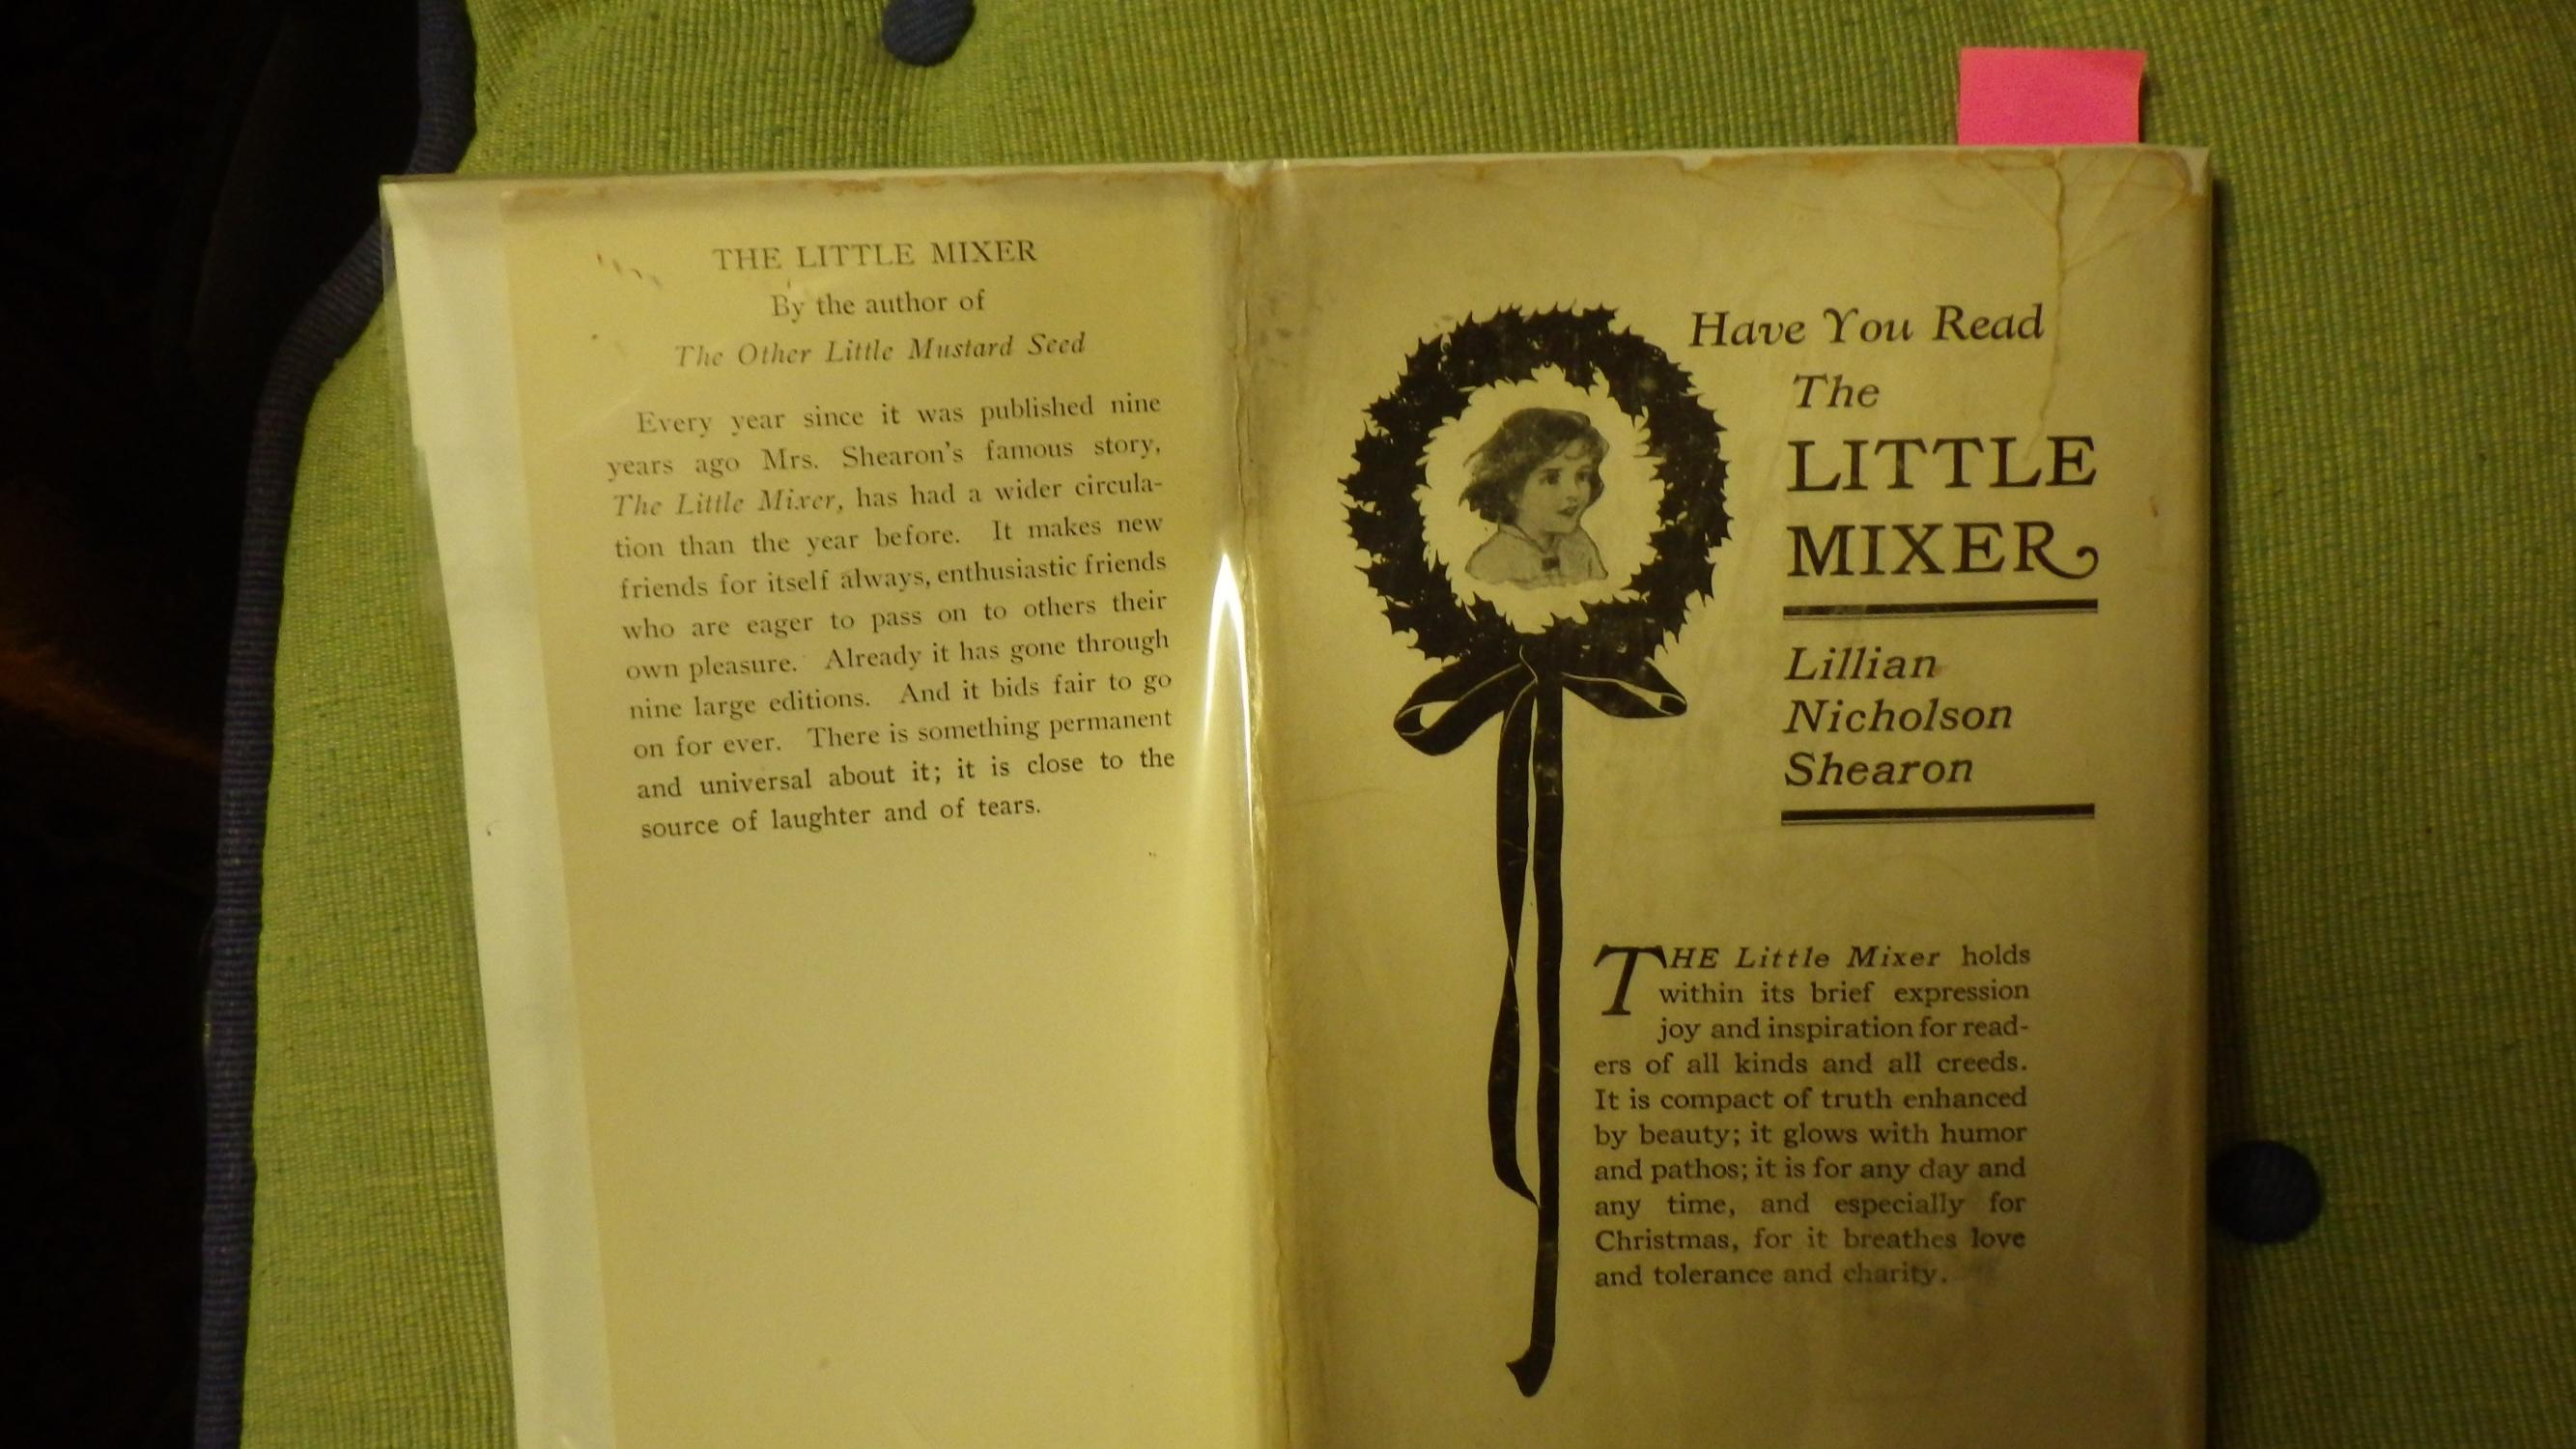 THE LITTLE MIXER
By the author of
The Other Little Mustard Seed
Every year since it was published nine
years ago Mrs. Shearon's famous story,
The Little Mixer, has had a wider circula-
tion than the year before. It makes new
friends for itself always, enthusiastic friends
who are eager to pass on to others their
own pleasure. Already it has gone through
nine large editions. And it bids fair to go
on for ever. There is something permanent
and universal about it; it is close to the
source of laughter and of tears.
Have You Read
The
LITTLE
MIXER
Lillian
Nicholson
Shearon
THE Little Mixer holds
within its brief expression
joy and inspiration for read-
ers of all kinds and all creeds.
It is compact of truth enhanced
by beauty; it glows with humor
and pathos; it is for any day and
any time, and especially for
Christmas, for it breathes love
and tolerance and charity.